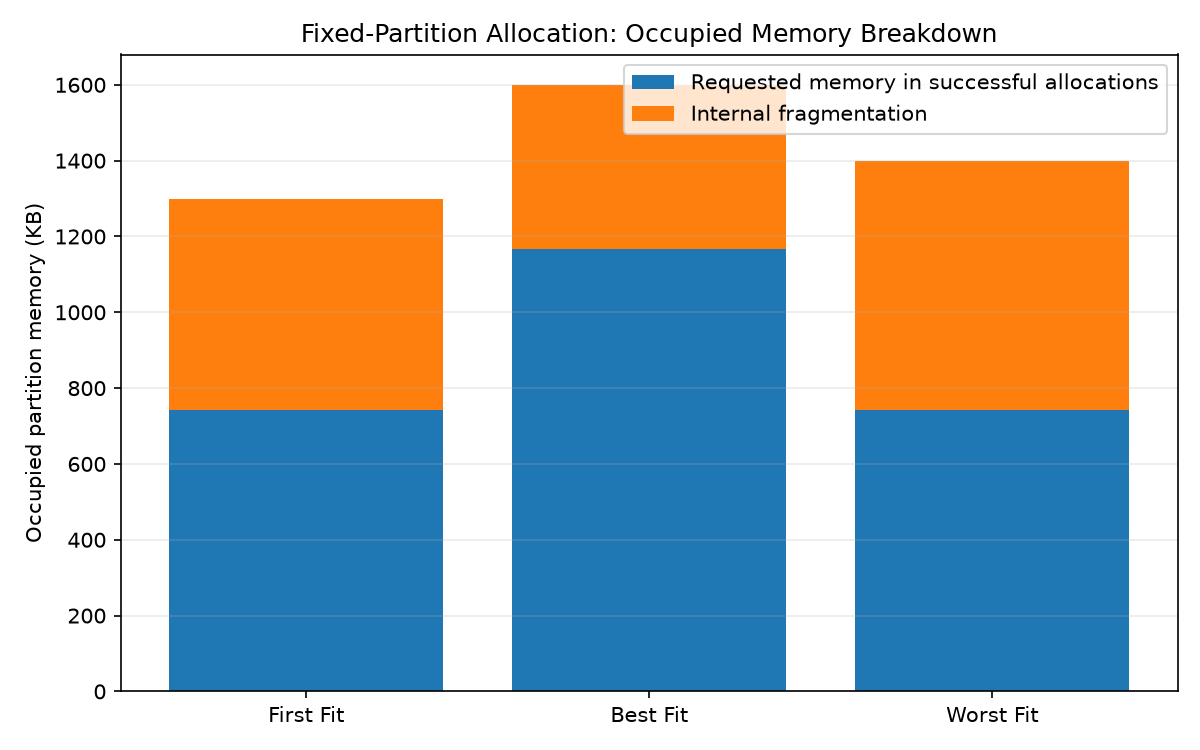 Fixed-Partition Allocation: Occupied Memory Breakdown
Requested memory in successful allocations
Internal fragmentation
Occupied partition memory (KB)
1600
1400
1200
1000
800
600
400
200
0
First Fit
Best Fit
Worst Fit